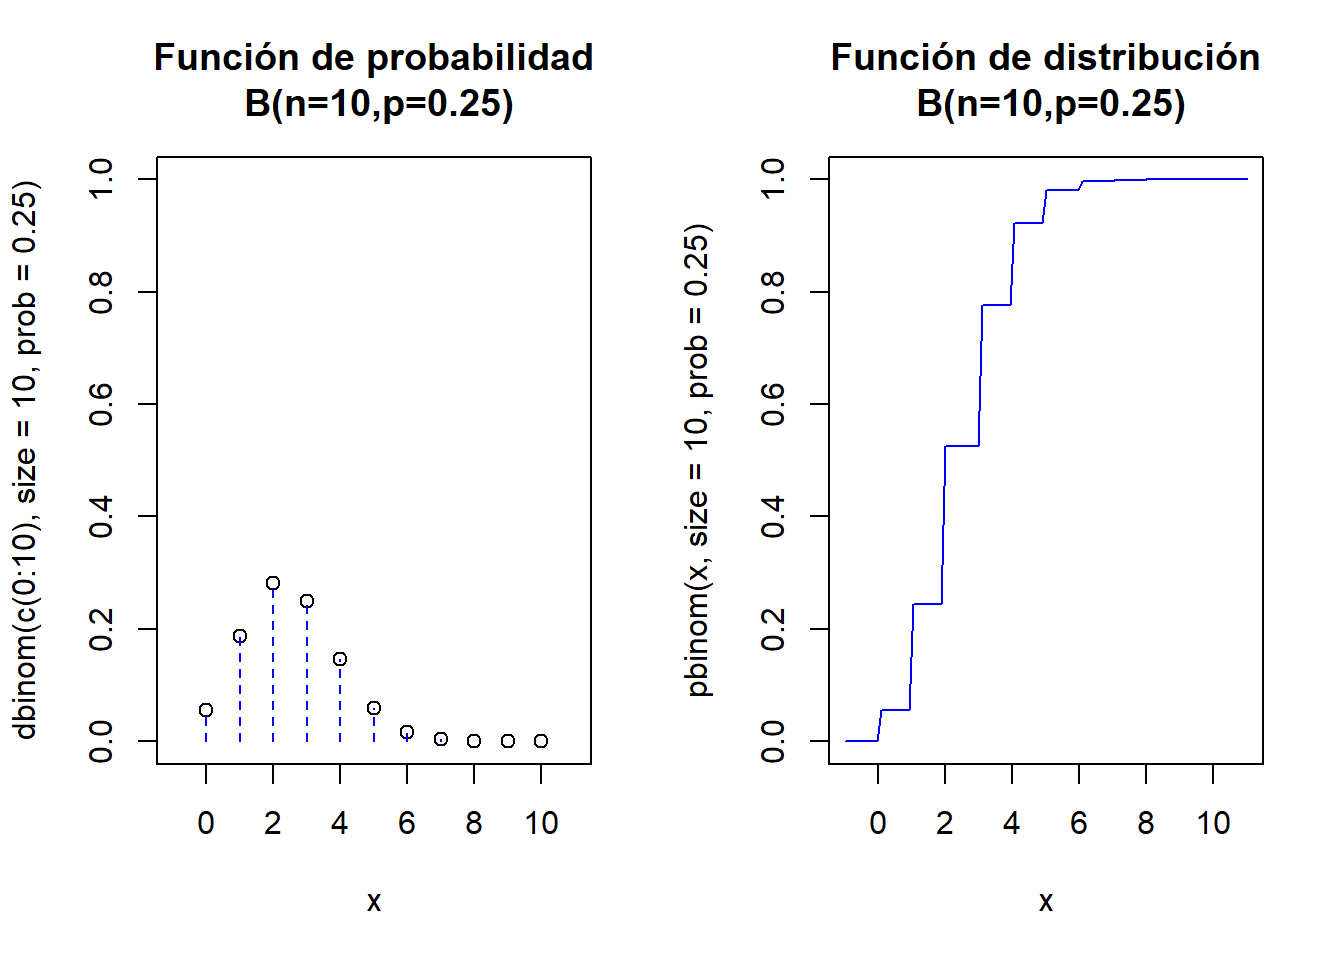 Función de probabilidad
B(n=10,p=0.25)
dbinom(c(0:10), size = 10, prob = 0.25)
1.0
0.8
0.6
0.4
0.2
0.0
0 2 4 6 8 10
x
Función de distribución
B(n=10,p=0.25)
pbinom(x, size = 10, prob = 0.25)
1.0
0.8
0.6
0.4
0.2
0.0
0 2 4 6 8 10
x